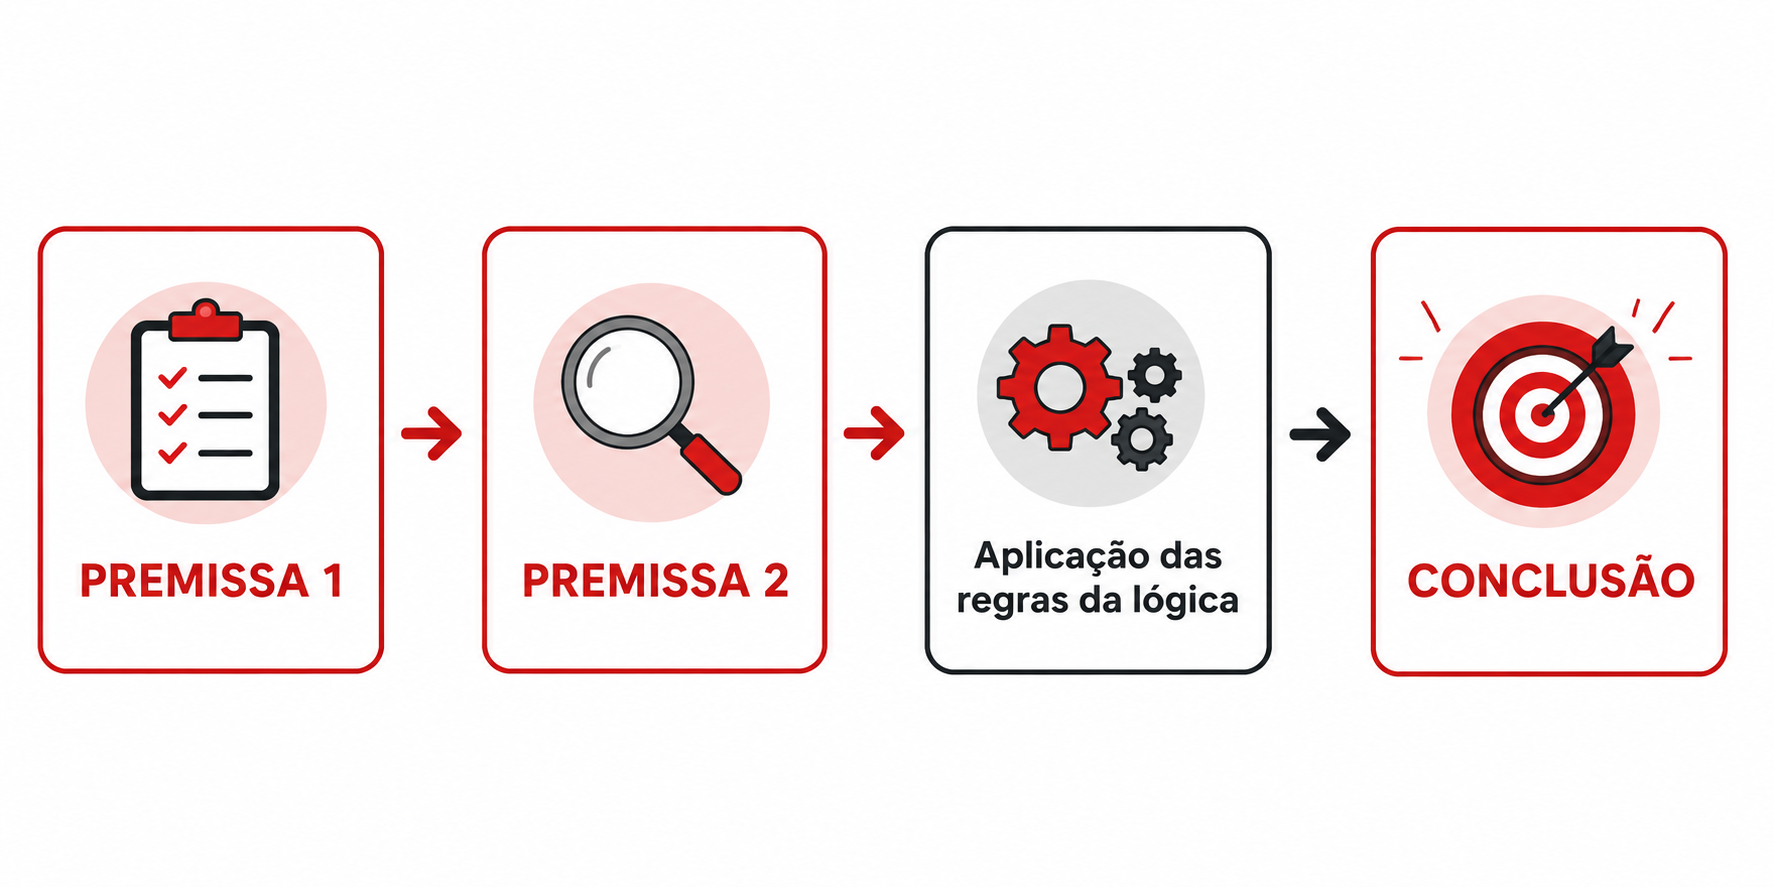 PREMISSA 1
PREMISSA 2
Aplicação das
regras da lógica
CONCLUSÃO